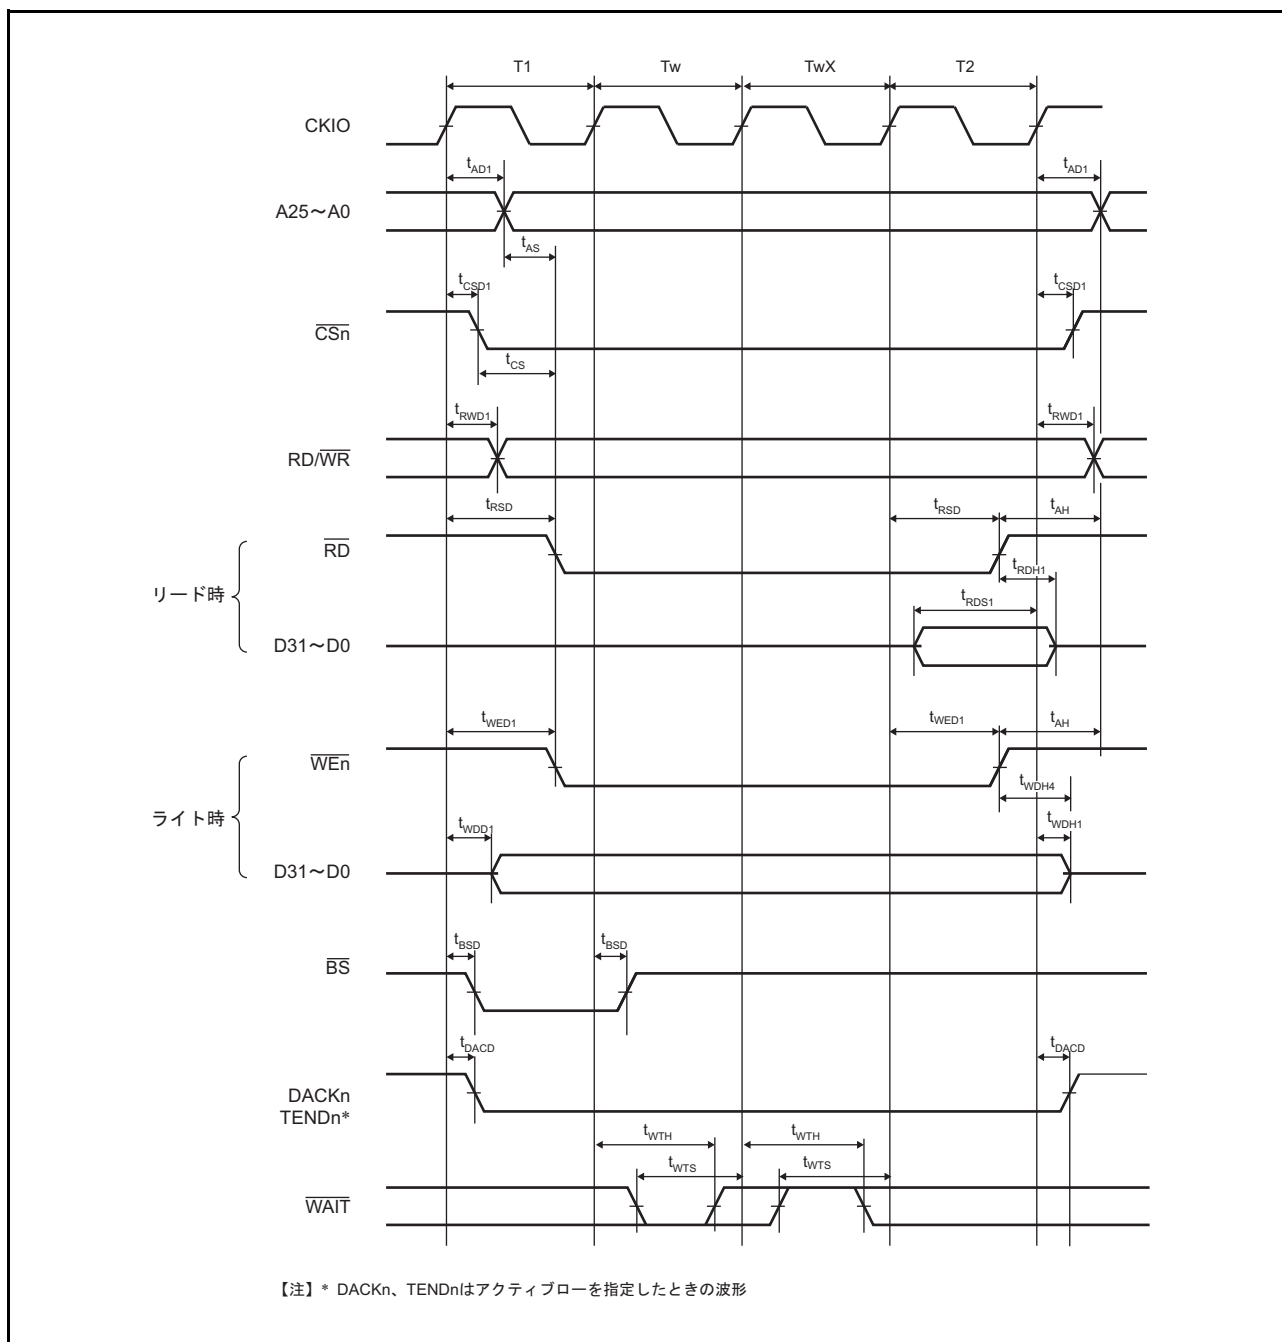 T1 Tw TwX T2
CKIO
tAD1 tAD1
A25～A0
tAS
tCSD1 tCSD1
CSn
tCS
tRWD1 tRWD1
RD/WR
tRSD tRSD tAH
RD
tRDH1
リード時
tRDS1
D31～D0
tWED1 tWED1 tAH
WEn
tWDH4
ライト時
tWDD1 tWDH1
D31～D0
tBSD tBSD
BS
tDACD tDACD
DACKn
TENDn*
tWTH tWTH
tWTS tWTS
WAIT
【注】* DACKn、TENDnはアクティブローを指定したときの波形